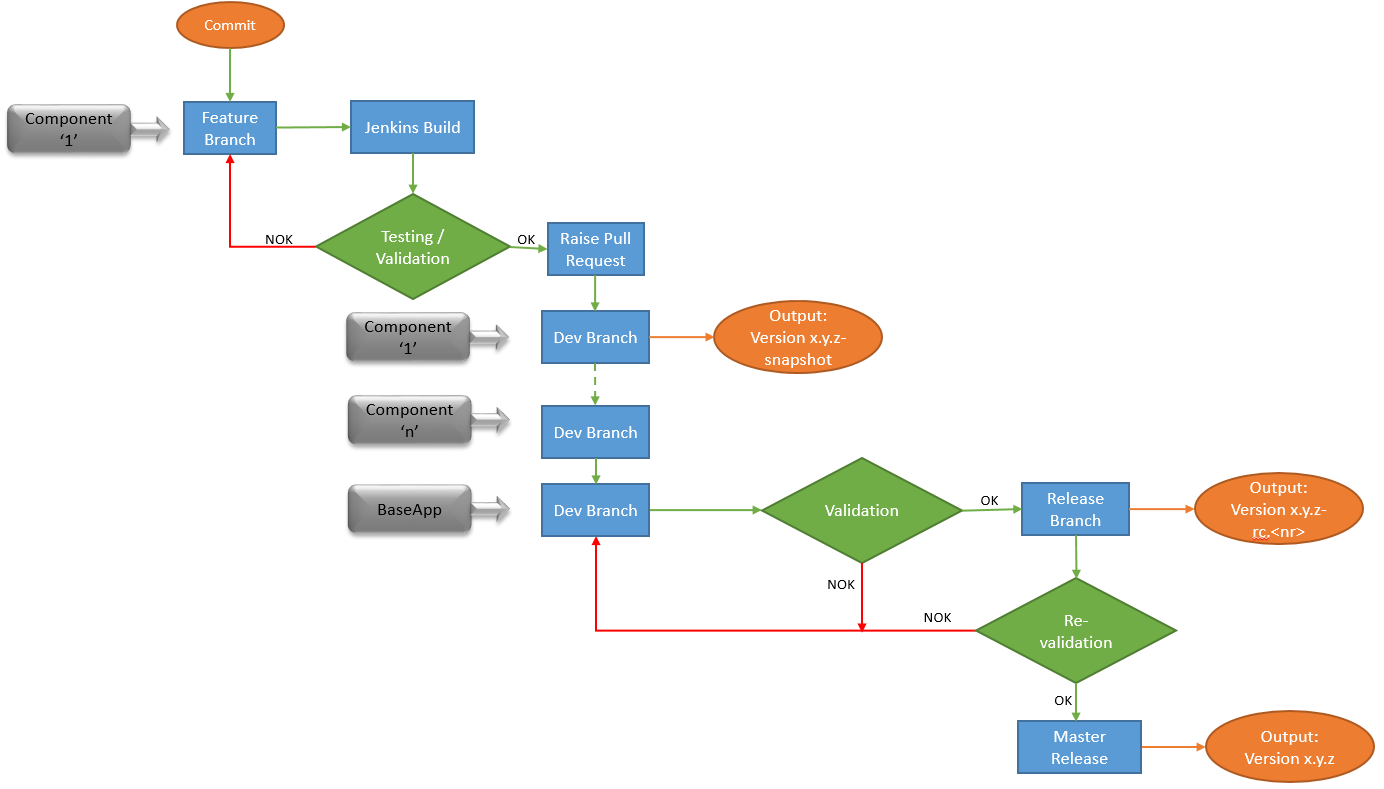 Commit
Component
‘1’
Feature
Branch
Jenkins Build
Testing /
Validation
NOK
OK
Raise Pull
Request
Component
‘1’
Dev Branch
Output:
Version x.y.z-
snapshot
Component
‘n’
Dev Branch
BaseApp
Dev Branch
Validation
OK
NOK
Release
Branch
Output:
Version x.y.z-
rc.<nr>
Re-
validation
NOK
OK
Master
Release
Output:
Version x.y.z